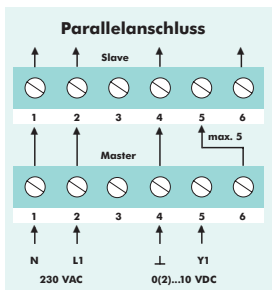 Parallelanschluss
Slave
1 2 3 4 5 6
max. 5
Master
1 2 3 4 5 6
N L1 ⊥ Y1
230 VAC 0(2)...10 VDC